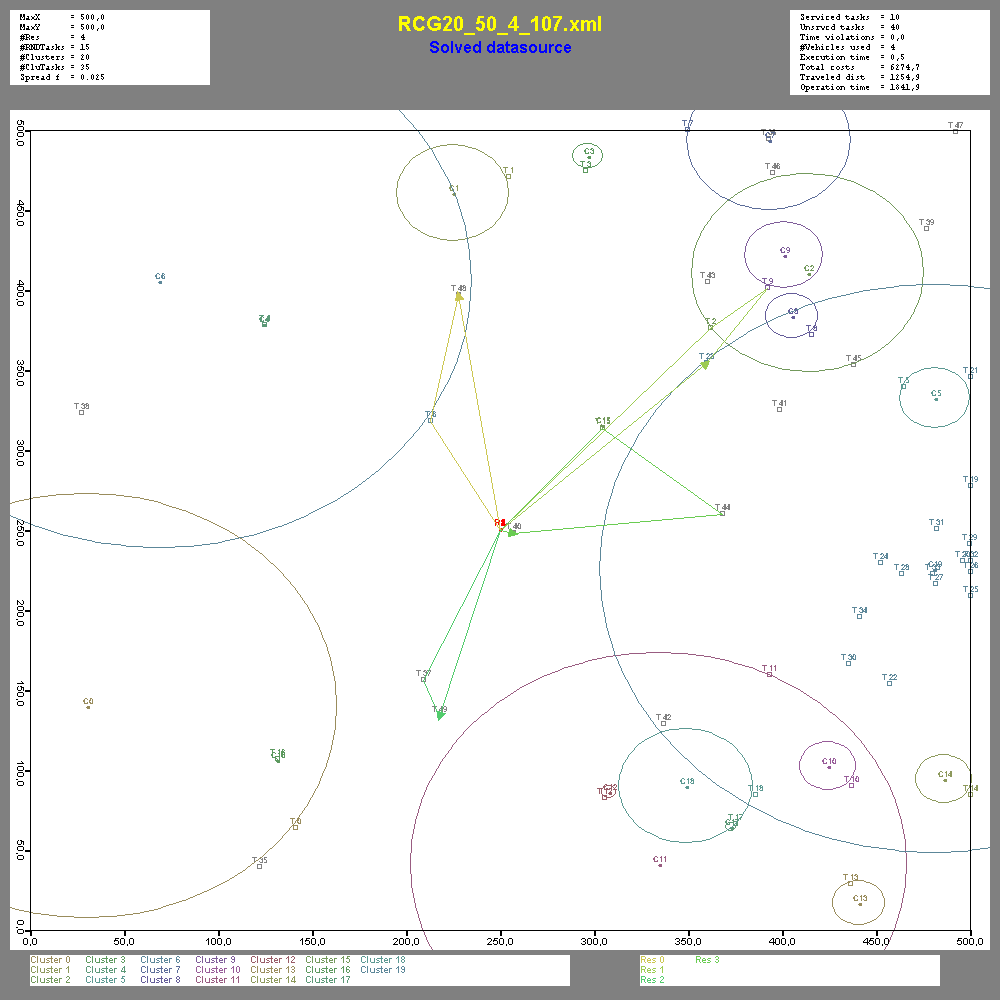 MaxX = 500,0
MaxY = 500,0
#Res = 4
#RNDTasks = 15
#Clusters = 20
#CluTasks = 35
Spread f = 0.025
RCG20_50_4_107.xml
Solved datasource
Serviced tasks = 10
Unsrvcd tasks = 40
Time violations = 0,0
#Vehicles used = 4
Execution time = 0,5
Total costs = 6274,7
Traveled dist = 1254,9
Operation time = 1841,9
500,0
450,0
400,0
350,0
300,0
250,0
200,0
150,0
100,0
50,0
0,0
T 7
T 47
C3
T 3
T 46
C1
T 1
T 39
C9
C2
C6
T 43
T 9
T 48
C8
T 2
T 8
T 23
T 45
T 21
T 5
C5
T 38
T 41
T 6
C15
T 19
T 44
T 40
T 31
T 29
T 24
T 28
T 26
T 27
T 25
T 34
T 30
T 22
T 11
T 37
T 49
C0
T 42
T 16
C10
T 10
C14
T 14
C18
T 18
C12
T 17
T 0
T 35
C11
T 13
C13
0,0 50,0 100,0 150,0 200,0 250,0 300,0 350,0 400,0 450,0 500,0
Cluster 0 Cluster 3 Cluster 6 Cluster 9 Cluster 12 Cluster 15 Cluster 18 Res 0 Res 3
Cluster 1 Cluster 4 Cluster 7 Cluster 10 Cluster 13 Cluster 16 Cluster 19 Res 1
Cluster 2 Cluster 5 Cluster 8 Cluster 11 Cluster 14 Cluster 17 Res 2